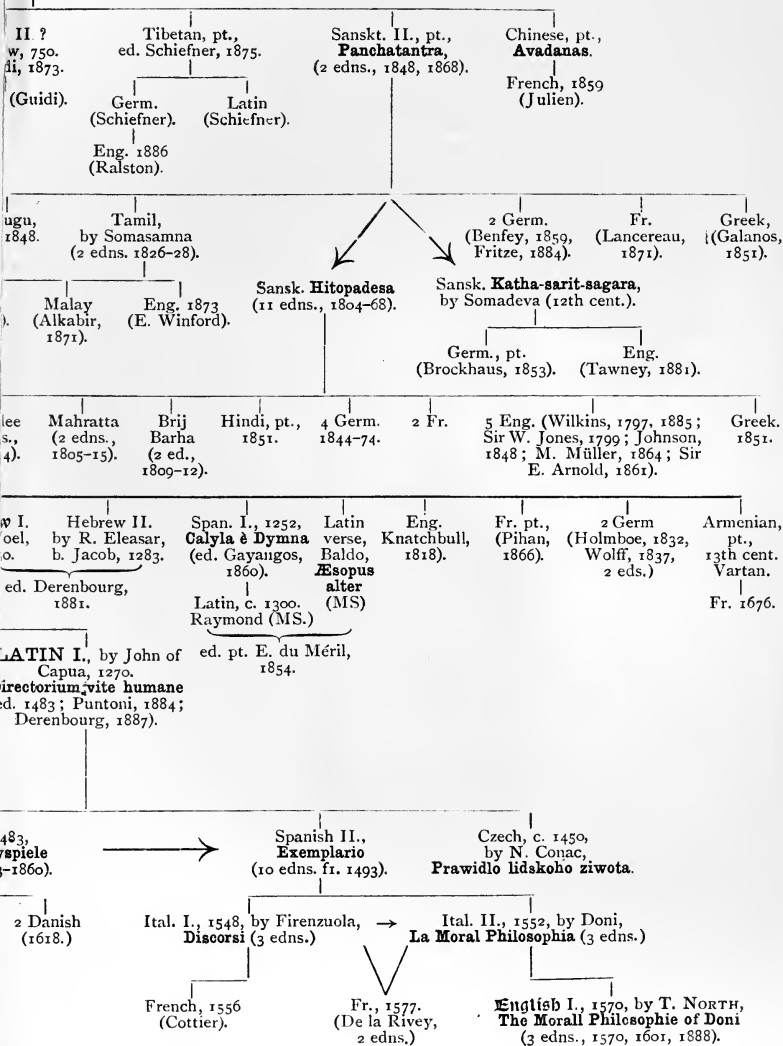 II. ?
w, 750.
di, 1873.
(Guidi).
Tibetan, pt.,
ed. Schiefner, 1875.
Germ.
(Schiefner).
Latin
(Schiefner).
Eng. 1886
(Ralston).
Sanskt. II., pt.,
Panchatantra,
(2 edns., 1848, 1868).
Chinese, pt.,
Avadanas.
French, 1859
(Julien).
ugu,
1848.
Tamil,
by Somasamna
(2 edns. 1826-28).
).
Malay
(Alkabir,
1871).
Eng. 1873
(E. Winford).
Sansk. Hitopadesa
(11 edns., 1804-68).
Sansk. Katha-sarit-sagara,
by Somadeva (12th cent.).
Germ., pt.
(Brockhaus, 1853).
Eng.
(Tawney, 1881).
2 Germ.
(Benfey, 1859,
Fritze, 1884).
Fr.
(Lancereau,
1871).
Greek,
(Galanos,
1851).
lee
s.,
4).
Mahratta
(2 edns.,
1805-15).
Brij
Barha
(2 ed.,
1809-12).
Hindi, pt.,
1851.
4 Germ.
1844-74.
2 Fr.
5 Eng. (Wilkins, 1797, 1885;
Sir W. Jones, 1799; Johnson,
1848; M. Müller, 1864; Sir
E. Arnold, 1861).
Greek.
1851.
w I.
oel,
o.
Hebrew II.
by R. Eleasar,
b. Jacob, 1283.
ed. Derenbourg,
1881.
Span. I., 1252,
Calyla è Dymna
(ed. Gayangos,
1860).
Latin, c. 1300.
Raymond (MS.)
Latin
verse,
Baldo,
Æsopus
alter
(MS)
ed. pt. E. du Méril,
1854.
Eng.
Knatchbull,
1818).
Fr. pt.,
(Pihan,
1866).
2 Germ
(Holmboe, 1832,
Wolff, 1837,
2 eds.)
Armenian,
pt.,
13th cent.
Vartan.
Fr. 1676.
LATIN I., by John of
Capua, 1270.
irectorium vite humane
ed. 1483; Puntoni, 1884;
Derenbourg, 1887).
483,
yspiele
3-1860).
Spanish II.,
Exemplario
(10 edns. f1. 1493).
Czech, c. 1450,
by N. Conac,
Prawidlo lidskoho ziwota.
2 Danish
(1618.)
Ital. I., 1548, by Firenzuola,
Discorsi (3 edns.)
Ital. II., 1552, by Doni,
La Moral Philosophia (3 edns.)
French, 1556
(Cottier).
Fr., 1577.
(De la Rivey,
2 edns.)
English I., 1570, by T. NORTH,
The Morall Philosophie of Doni
(3 edns., 1570, 1601, 1888).